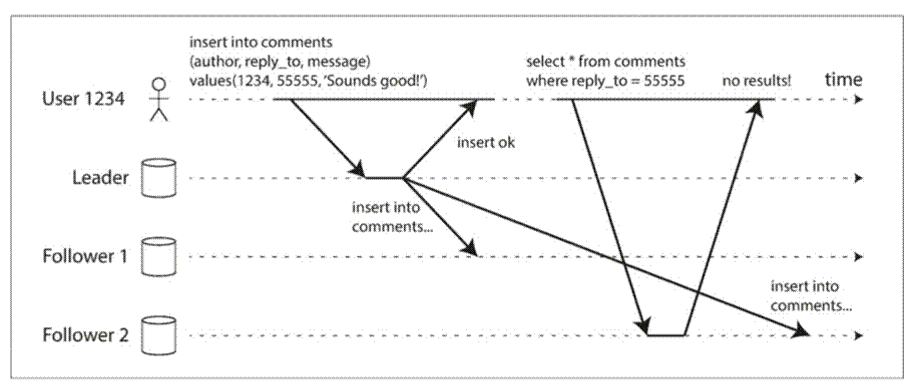 insert into comments
(author, reply_to, message)
values(1234, 55555, 'Sounds good!')
select * from comments
where reply_to = 55555
no results!
time
User 1234
insert ok
Leader
insert into
comments...
Follower 1
insert into
comments...
Follower 2